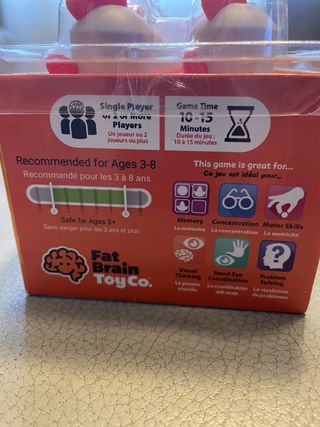 Single Player
or 2 or More
Players
Un joueur ou 2
joueurs ou plus
Game Time
10-15
Minutes
Durée du jeu :
10 à 15 minutes
Recommended for Ages 3-8
Recommandé pour les 3 à 8 ans
Safe for Ages 3+
Sans danger pour les 3 ans et plus
Fat
Brain
Toy Co.
This game is great for...
Ce jeu est idéal pour...
Memory
La mémoire
Concentration
La concentration
Motor Skills
La motricité
Visual
Thinking
La pensée
visuelle
Hand Eye
Coordination
La coordination
œil-main
Problem
Solving
La résolution
de problèmes